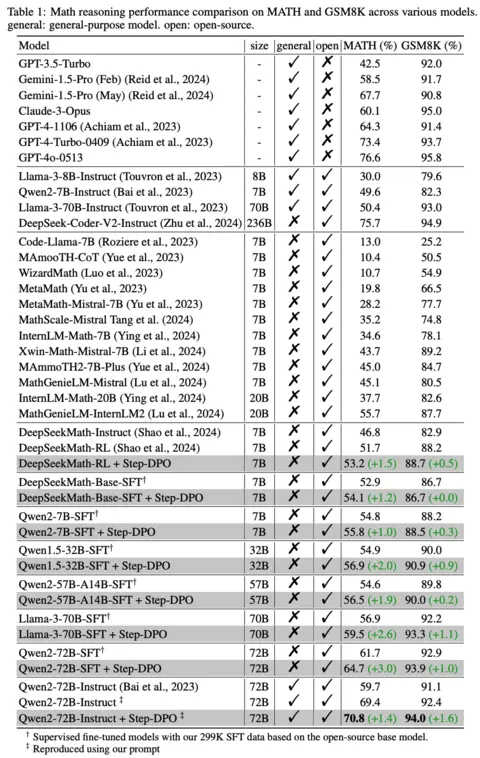 Table 1: Math reasoning performance comparison on MATH and GSM8K across various models.
general: general-purpose model. open: open-source.
Model size general open MATH (%) GSM8K (%)
GPT-3.5-Turbo - ✓ ✗ 42.5 92.0
Gemini-1.5-Pro (Feb) (Reid et al., 2024) - ✓ ✗ 58.5 91.7
Gemini-1.5-Pro (May) (Reid et al., 2024) - ✓ ✗ 67.7 90.8
Claude-3-Opus - ✓ ✗ 60.1 95.0
GPT-4-1106 (Achiam et al., 2023) - ✓ ✗ 64.3 91.4
GPT-4-Turbo-0409 (Achiam et al., 2023) - ✓ ✗ 73.4 93.7
GPT-4o-0513 - ✓ ✗ 76.6 95.8
Llama-3-8B-Instruct (Touvron et al., 2023) 8B ✓ ✓ 30.0 79.6
Qwen2-7B-Instruct (Bai et al., 2023) 7B ✓ ✓ 49.6 82.3
Llama-3-70B-Instruct (Touvron et al., 2023) 70B ✓ ✓ 50.4 93.0
DeepSeek-Coder-V2-Instruct (Zhu et al., 2024) 236B ✗ ✓ 75.7 94.9
Code-Llama-7B (Roziere et al., 2023) 7B ✗ ✓ 13.0 25.2
MAmooTH-CoT (Yue et al., 2023) 7B ✗ ✓ 10.4 50.5
WizardMath (Luo et al., 2023) 7B ✗ ✓ 10.7 54.9
MetaMath (Yu et al., 2023) 7B ✗ ✓ 19.8 66.5
MetaMath-Mistral-7B (Yu et al., 2023) 7B ✗ ✓ 28.2 77.7
MathScale-Mistral Tang et al. (2024) 7B ✗ ✓ 35.2 74.8
InternLM-Math-7B (Ying et al., 2024) 7B ✗ ✓ 34.6 78.1
Xwin-Math-Mistral-7B (Li et al., 2024) 7B ✗ ✓ 43.7 89.2
MAmmoTH2-7B-Plus (Yue et al., 2024) 7B ✗ ✓ 45.0 84.7
MathGenieLM-Mistral (Lu et al., 2024) 7B ✗ ✓ 45.1 80.5
InternLM-Math-20B (Ying et al., 2024) 20B ✗ ✓ 37.7 82.6
MathGenieLM-InternLM2 (Lu et al., 2024) 20B ✗ ✓ 55.7 87.7
DeepSeekMath-Instruct (Shao et al., 2024) 7B ✗ ✓ 46.8 82.9
DeepSeekMath-RL (Shao et al., 2024) 7B ✗ ✓ 51.7 88.2
DeepSeekMath-RL + Step-DPO 7B ✗ ✓ 53.2 (+1.5) 88.7 (+0.5)
DeepSeekMath-Base-SFT† 7B ✗ ✓ 52.9 86.7
DeepSeekMath-Base-SFT + Step-DPO 7B ✗ ✓ 54.1 (+1.2) 86.7 (+0.0)
Qwen2-7B-SFT† 7B ✗ ✓ 54.8 88.2
Qwen2-7B-SFT + Step-DPO 7B ✗ ✓ 55.8 (+1.0) 88.5 (+0.3)
Qwen1.5-32B-SFT† 32B ✗ ✓ 54.9 90.0
Qwen1.5-32B-SFT + Step-DPO 32B ✗ ✓ 56.9 (+2.0) 90.9 (+0.9)
Qwen2-57B-A14B-SFT† 57B ✗ ✓ 54.6 89.8
Qwen2-57B-A14B-SFT + Step-DPO 57B ✗ ✓ 56.5 (+1.9) 90.0 (+0.2)
Llama-3-70B-SFT† 70B ✗ ✓ 56.9 92.2
Llama-3-70B-SFT + Step-DPO 70B ✗ ✓ 59.5 (+2.6) 93.3 (+1.1)
Qwen2-72B-SFT† 72B ✗ ✓ 61.7 92.9
Qwen2-72B-SFT + Step-DPO 72B ✗ ✓ 64.7 (+3.0) 93.9 (+1.0)
Qwen2-72B-Instruct (Bai et al., 2023) 72B ✓ ✓ 59.7 91.1
Qwen2-72B-Instruct ‡ 72B ✓ ✓ 69.4 92.4
Qwen2-72B-Instruct + Step-DPO ‡ 72B ✓ ✓ 70.8 (+1.4) 94.0 (+1.6)
† Supervised fine-tuned models with our 299K SFT data based on the open-source base model.
‡ Reproduced using our prompt